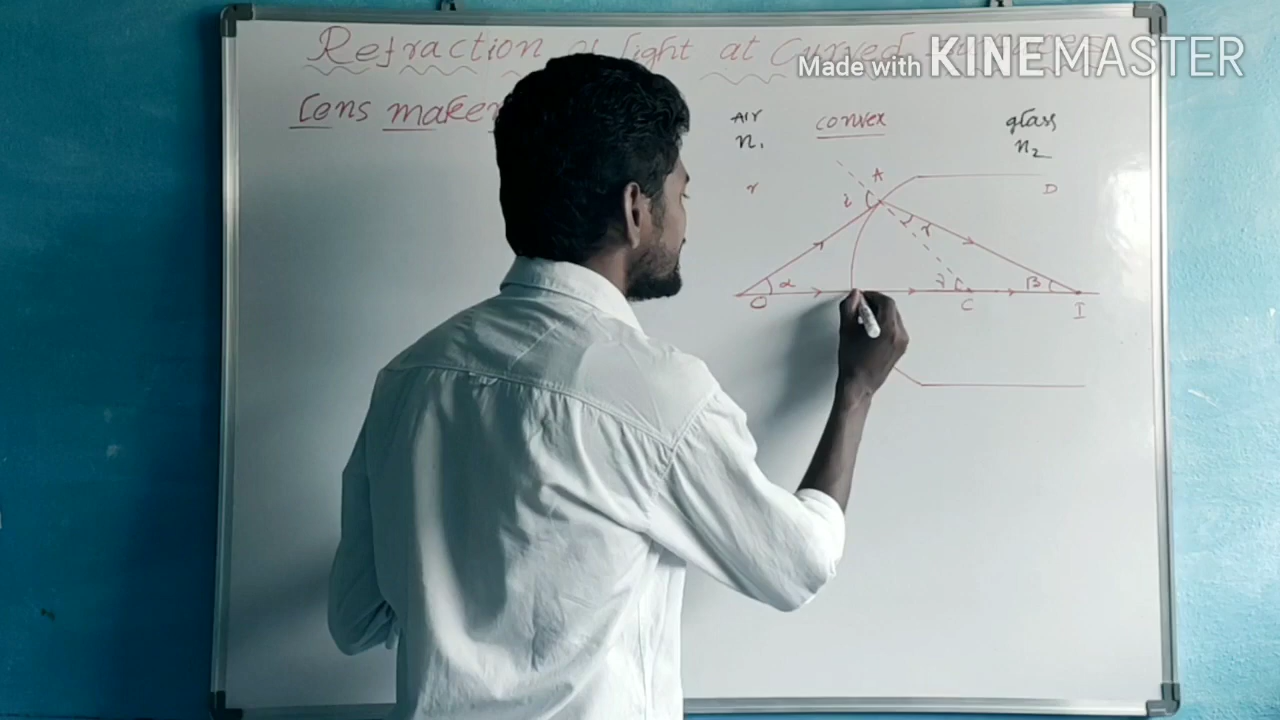 Refraction of light at Curved
Made with KINEMASTER
Lens maker
Air convex glass
n1 n2
r A D
i r
α γ β
O C I